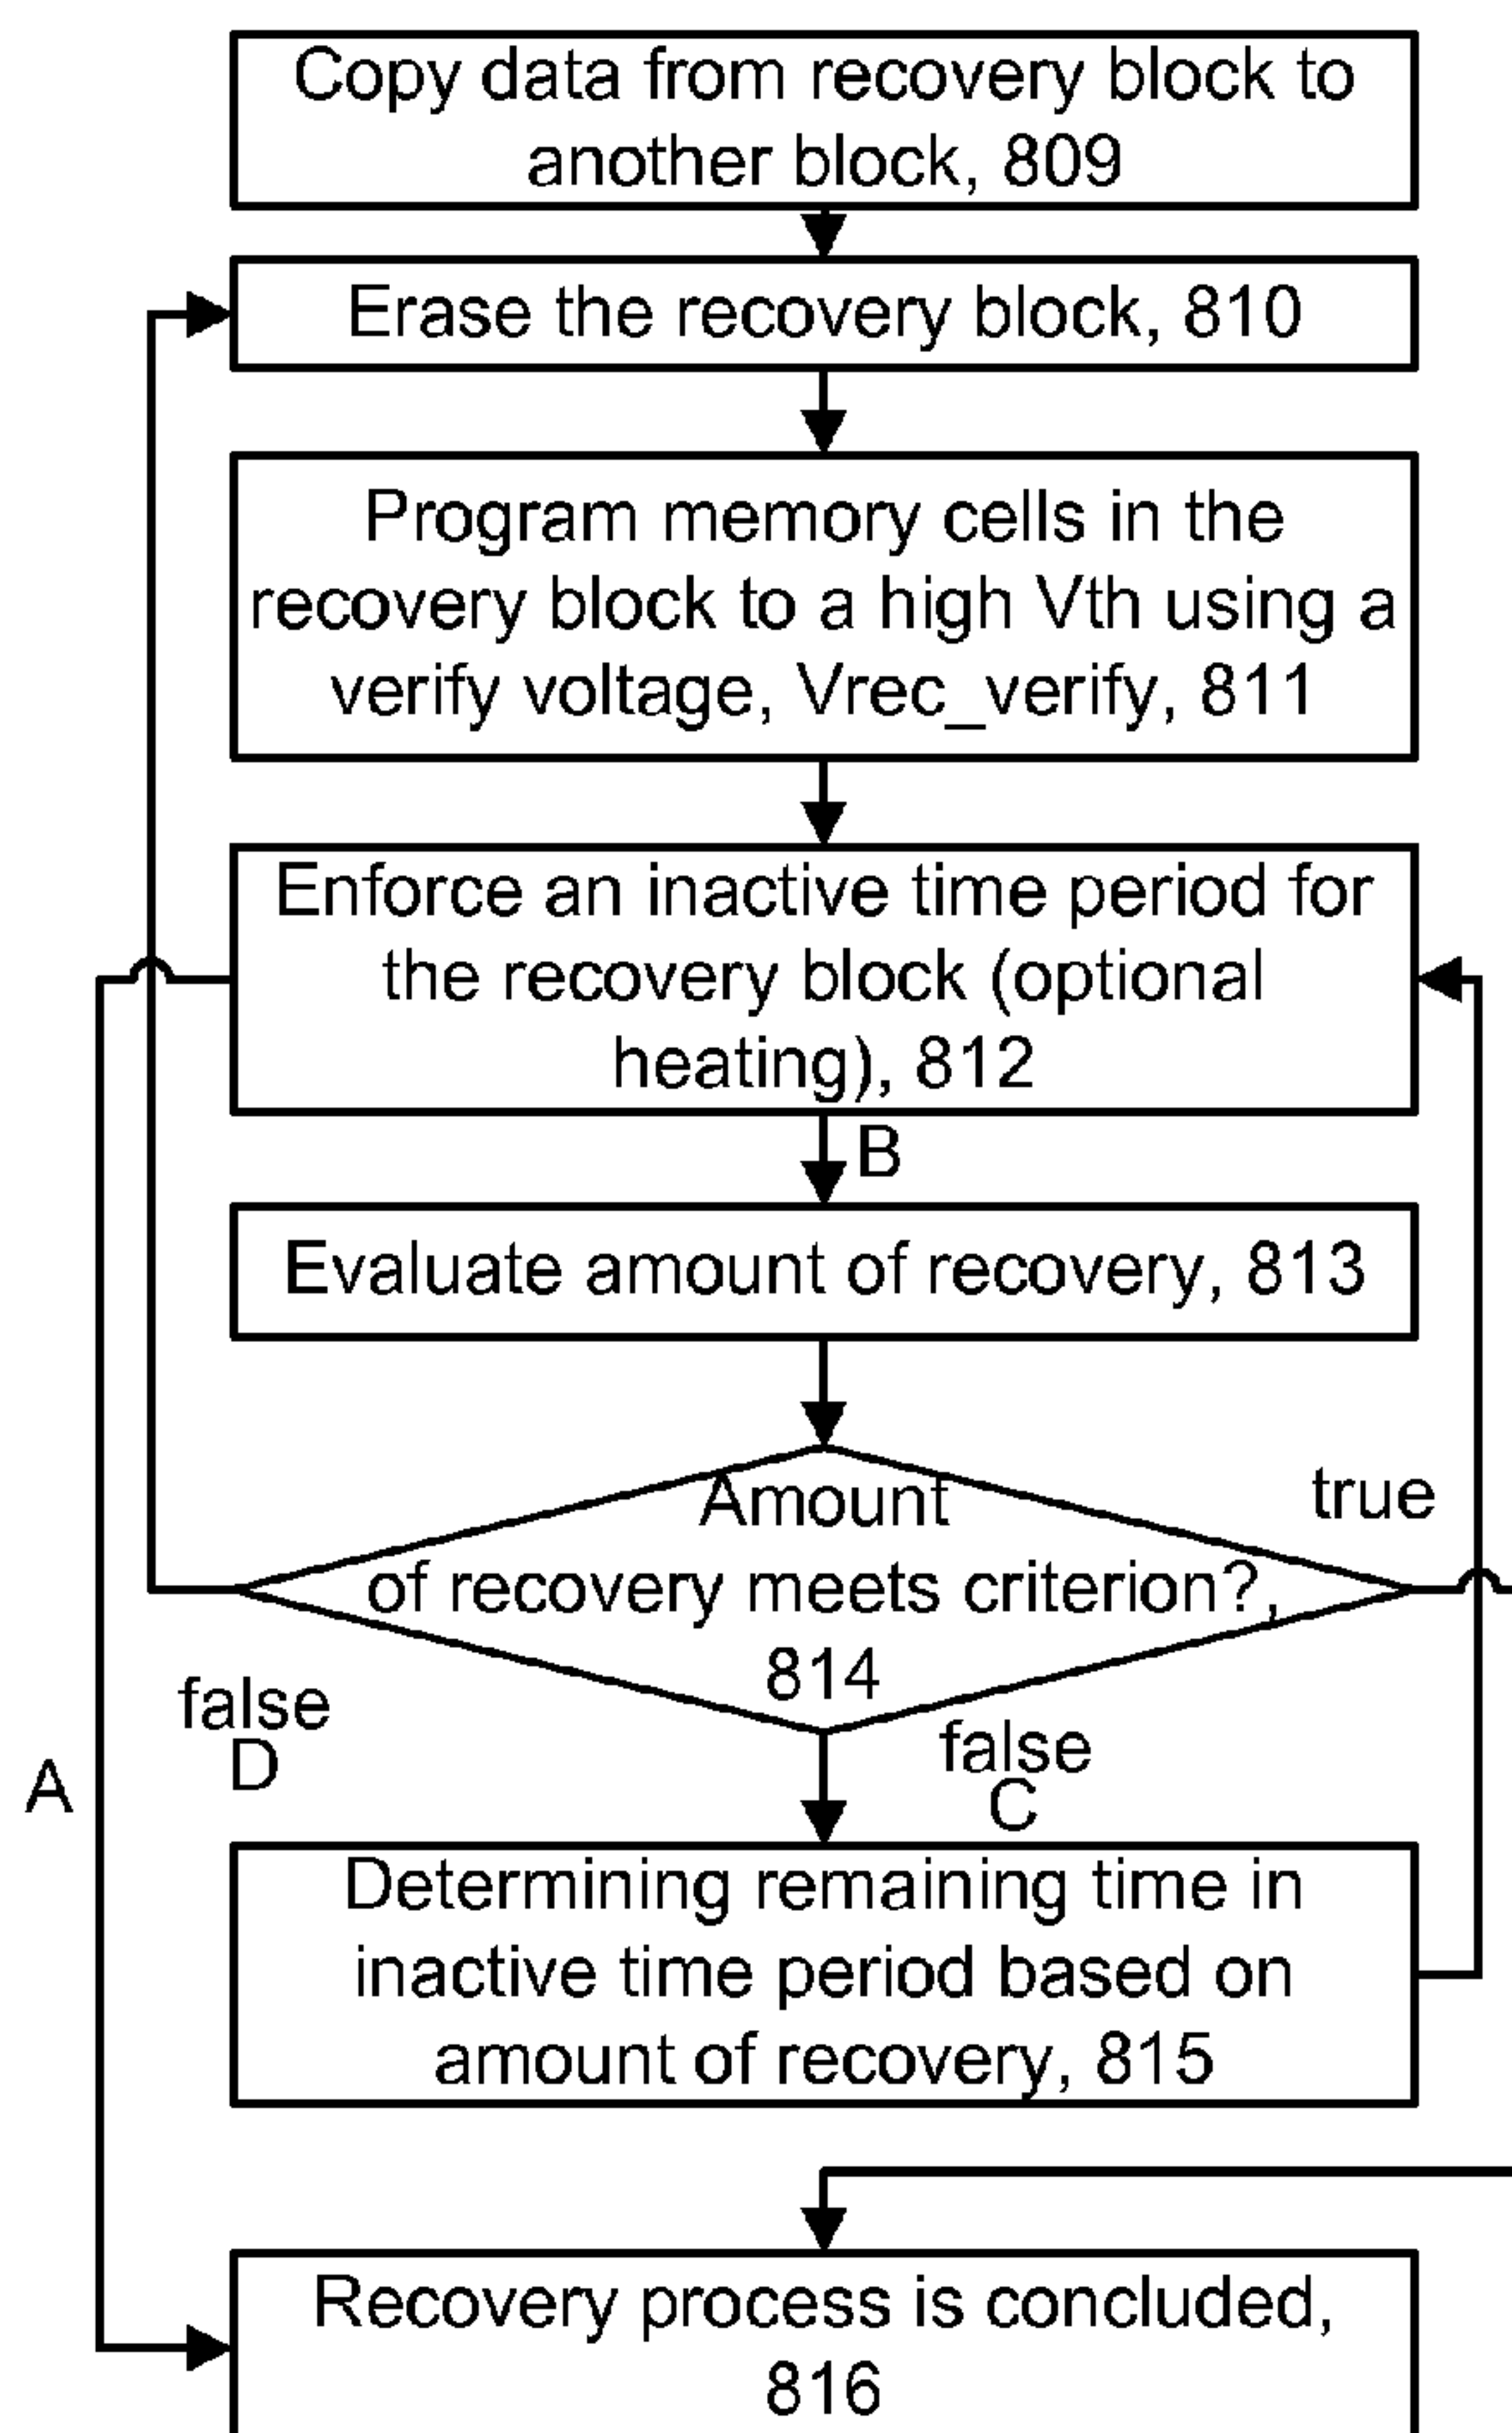 Copy data from recovery block to
another block, 809
Erase the recovery block, 810
Program memory cells in the
recovery block to a high Vth using a
verify voltage, Vrec_verify, 811
Enforce an inactive time period for
the recovery block (optional
heating), 812
B
Evaluate amount of recovery, 813
true
Amount
of recovery meets criterion?,
814
false
D
false
C
A
Determining remaining time in
inactive time period based on
amount of recovery, 815
Recovery process is concluded,
816